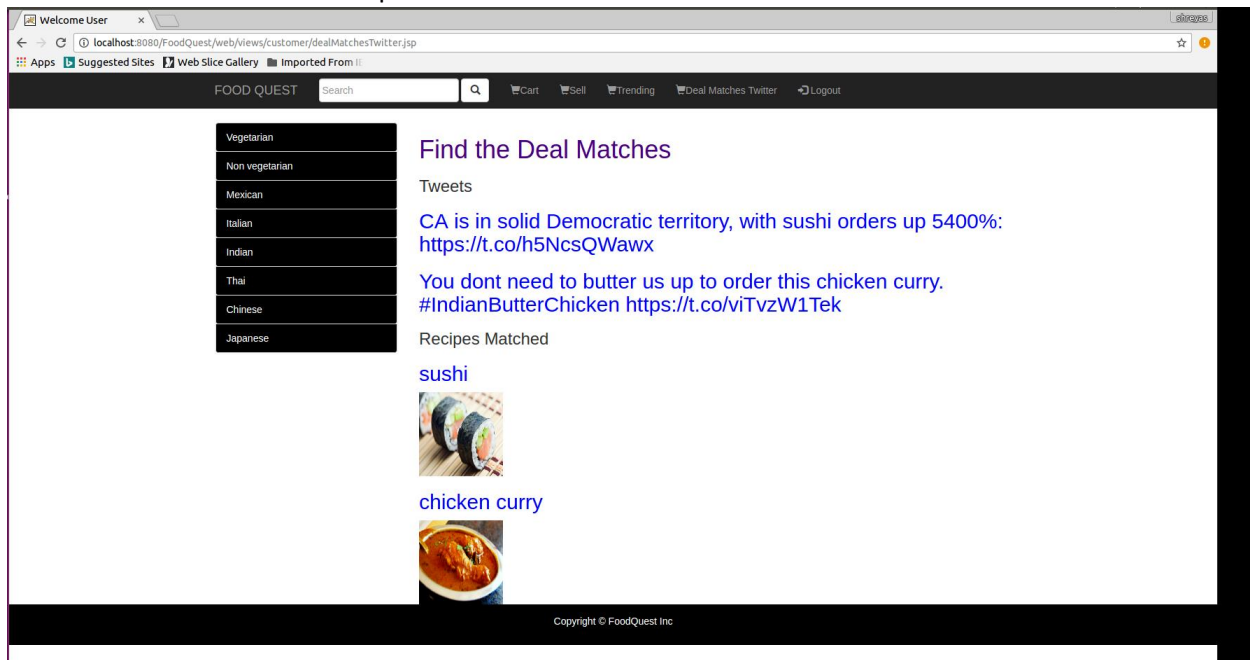 Welcome User
shreyas
localhost:8080/FoodQuest/web/views/customer/dealMatchesTwitter.jsp
Apps Suggested Sites Web Slice Gallery Imported From
FOOD QUEST Search Cart Sell Trending Deal Matches Twitter Logout
Vegetarian
Non vegetarian
Mexican
Italian
Indian
Thai
Chinese
Japanese
Find the Deal Matches
Tweets
CA is in solid Democratic territory, with sushi orders up 5400%:
https://t.co/h5NcsQWawx
You dont need to butter us up to order this chicken curry.
#IndianButterChicken https://t.co/viTvzW1Tek
Recipes Matched
sushi
chicken curry
Copyright © FoodQuest Inc